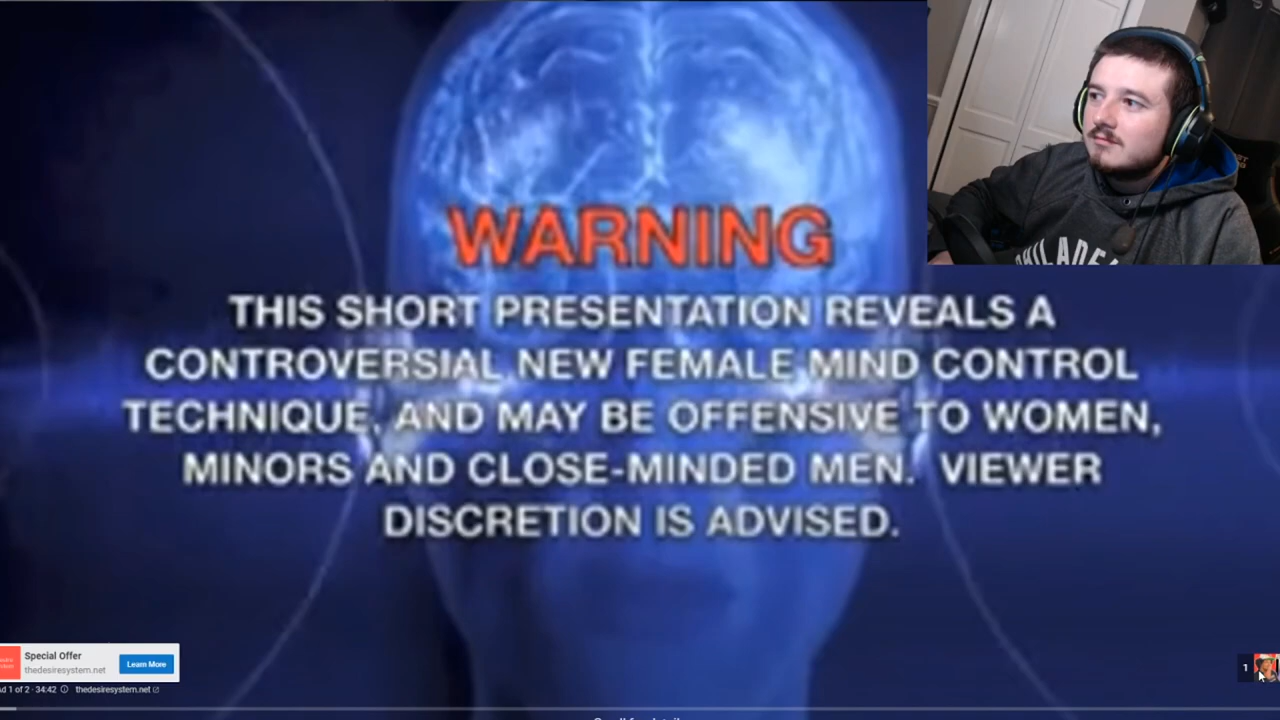 WARNING
THIS SHORT PRESENTATION REVEALS A
CONTROVERSIAL NEW FEMALE MIND CONTROL
TECHNIQUE, AND MAY BE OFFENSIVE TO WOMEN,
MINORS AND CLOSE-MINDED MEN. VIEWER
DISCRETION IS ADVISED.
Special Offer
thedesiresystem.net
Learn More
Ad 1 of 2 · 34:42
thedesiresystem.net
1